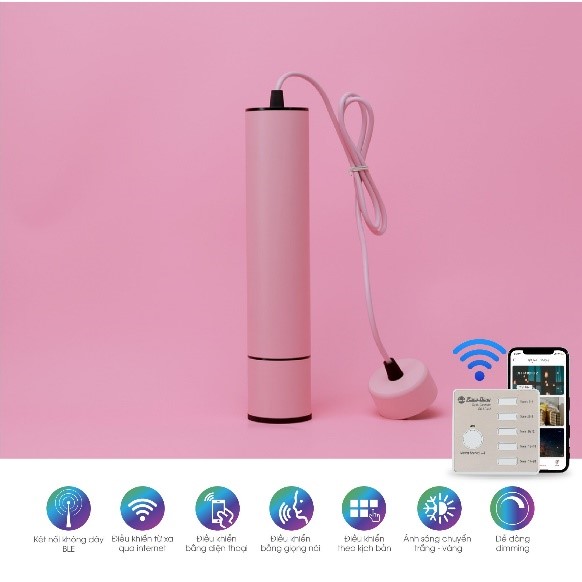 Kết nối không dây
BLE
Điều khiển từ xa
qua internet
Điều khiển
bằng điện thoại
Điều khiển
bằng giọng nói
Điều khiển
theo kịch bản
Ánh sáng chuyển
trắng - vàng
Dễ dàng
dimming